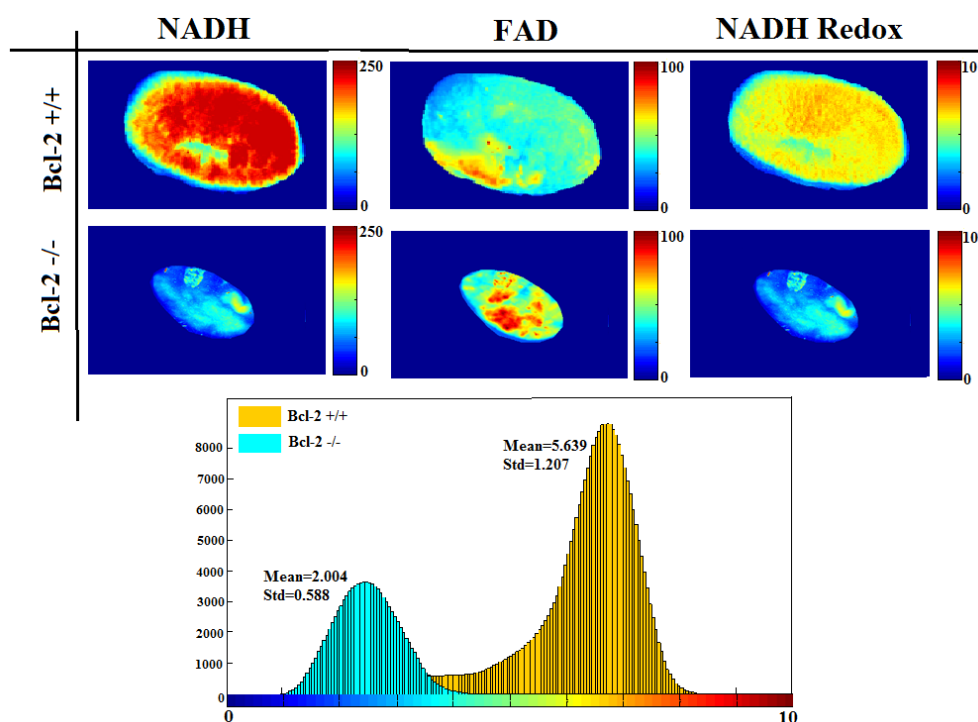 NADH FAD NADH Redox
Bcl-2 +/+
250
0
100
0
10
0
Bcl-2 -/-
250
0
100
0
10
0
Bcl-2 +/+
Bcl-2 -/-
Mean=5.639
Std=1.207
Mean=2.004
Std=0.588
8000
7000
6000
5000
4000
3000
2000
1000
0
0 10